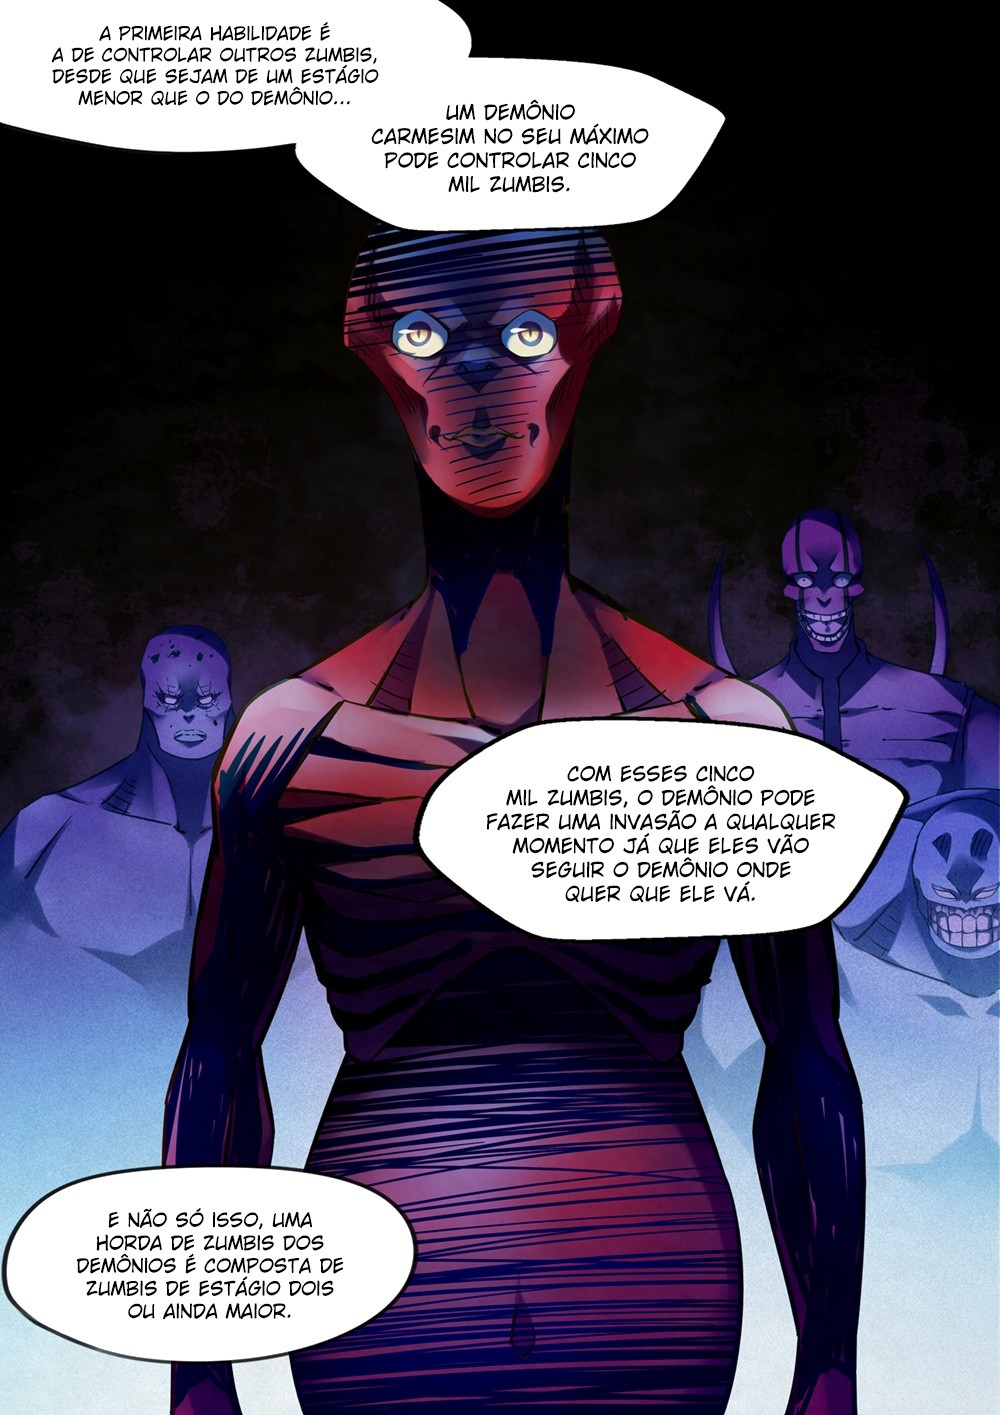 A PRIMEIRA HABILIDADE É
A DE CONTROLAR OUTROS ZUMBIS,
DESDE QUE SEJAM DE UM ESTÁGIO
MENOR QUE O DO DEMÔNIO...
UM DEMÔNIO
CARMESIM NO SEU MÁXIMO
PODE CONTROLAR CINCO
MIL ZUMBIS.
COM ESSES CINCO
MIL ZUMBIS, O DEMÔNIO PODE
FAZER UMA INVASÃO A QUALQUER
MOMENTO JÁ QUE ELES VÃO
SEGUIR O DEMÔNIO ONDE
QUER QUE ELE VÁ.
E NÃO SÓ ISSO, UMA
HORDA DE ZUMBIS DOS
DEMÔNIOS É COMPOSTA DE
ZUMBIS DE ESTÁGIO DOIS
OU AINDA MAIOR.